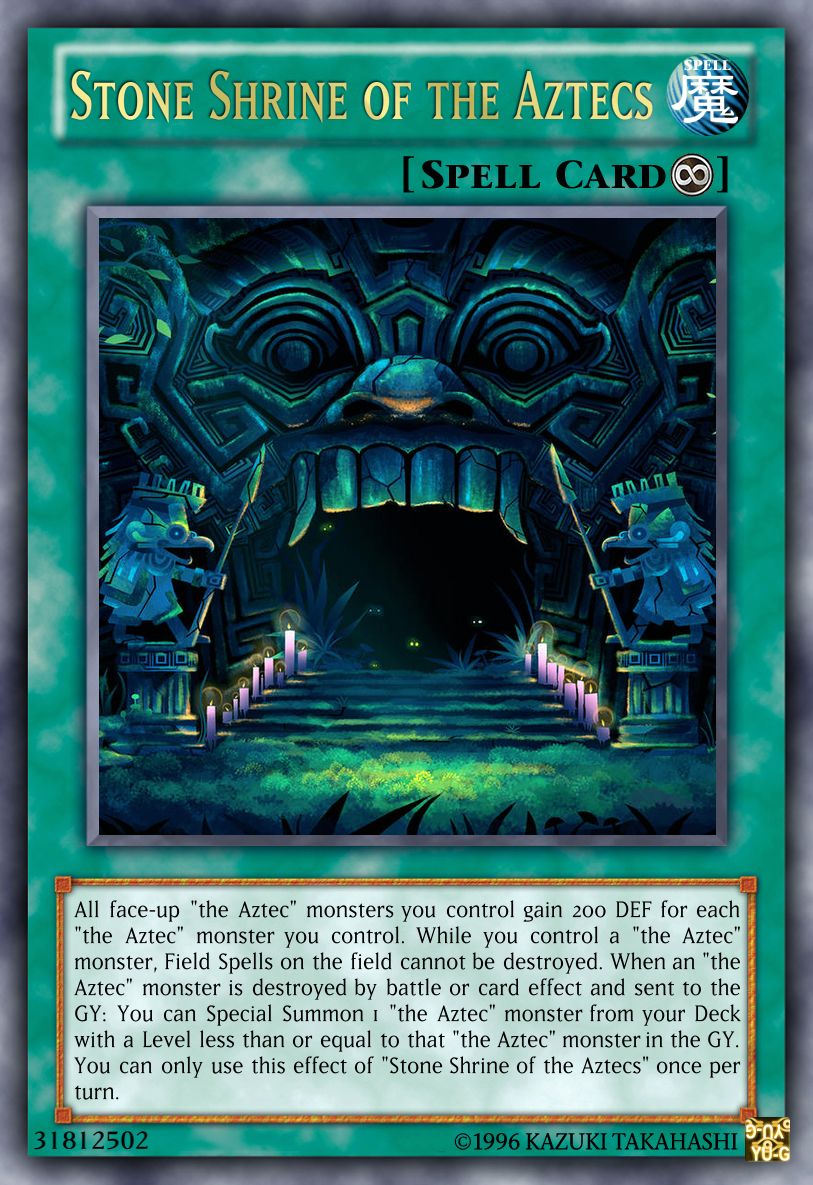 STONE SHRINE OF THE AZTECS
SPELL
魔
[SPELL CARD∞]
All face-up "the Aztec" monsters you control gain 200 DEF for each
"the Aztec" monster you control. While you control a "the Aztec"
monster, Field Spells on the field cannot be destroyed. When an "the
Aztec" monster is destroyed by battle or card effect and sent to the
GY: You can Special Summon 1 "the Aztec" monster from your Deck
with a Level less than or equal to that "the Aztec" monster in the GY.
You can only use this effect of "Stone Shrine of the Aztecs" once per
turn.
31812502
©1996 KAZUKI TAKAHASHI